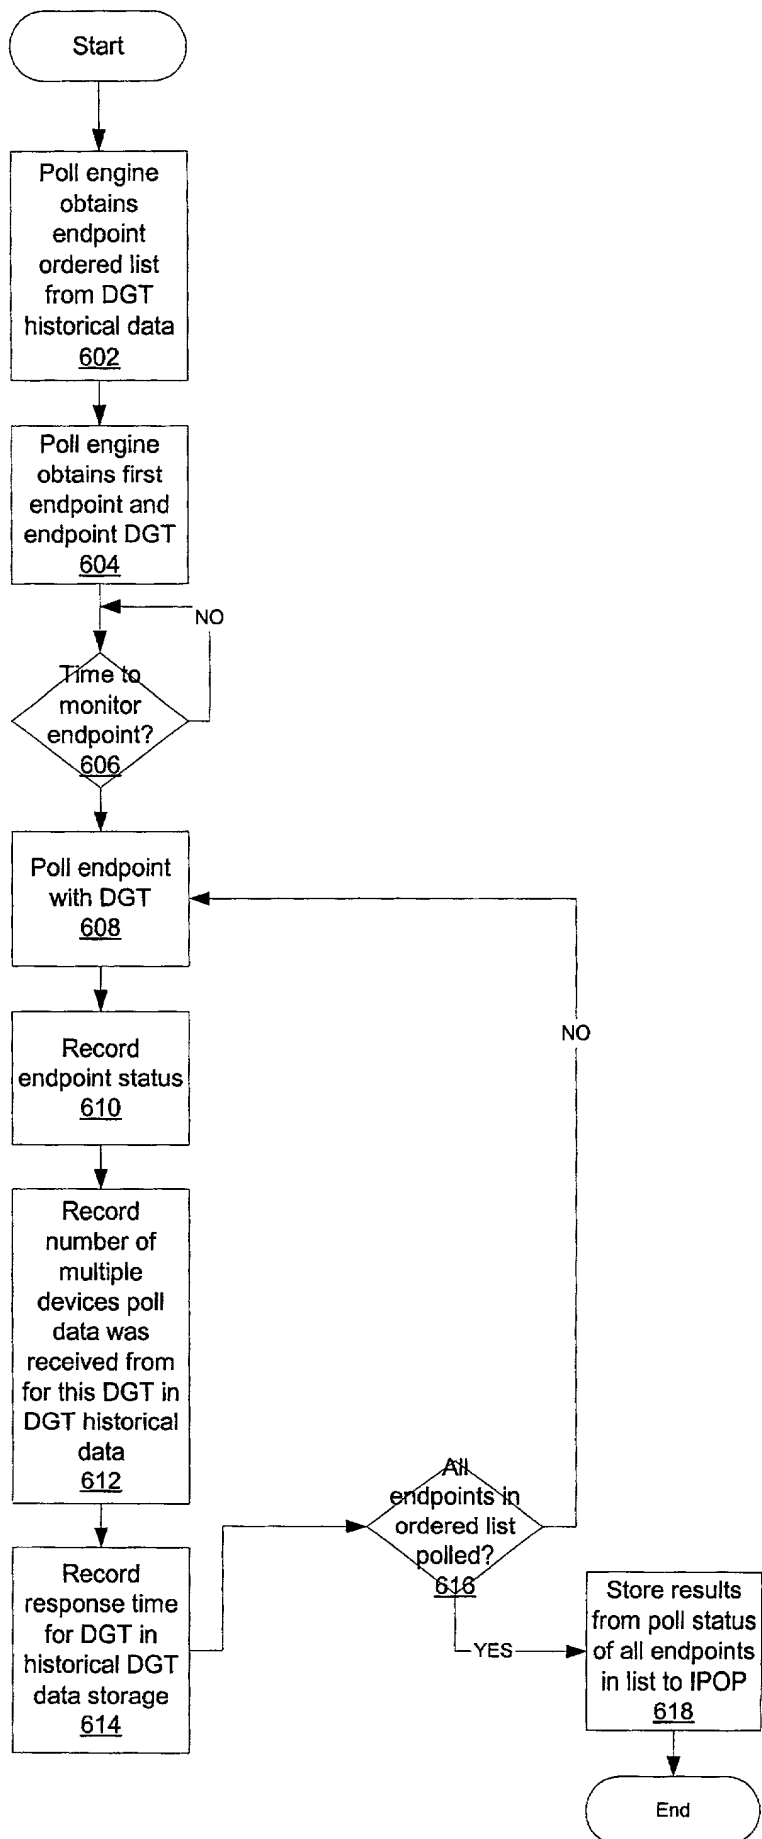 Start
Poll engine
obtains
endpoint
ordered list
from DGT
historical data
602
Poll engine
obtains first
endpoint and
endpoint DGT
604
NO
Time to
monitor
endpoint?
606
Poll endpoint
with DGT
608
Record
endpoint status
610
NO
Record
number of
multiple
devices poll
data was
received from
for this DGT in
DGT historical
data
612
Record
response time
for DGT in
historical DGT
data storage
614
All
endpoints in
ordered list
polled?
616
YES
Store results
from poll status
of all endpoints
in list to IPOP
618
End